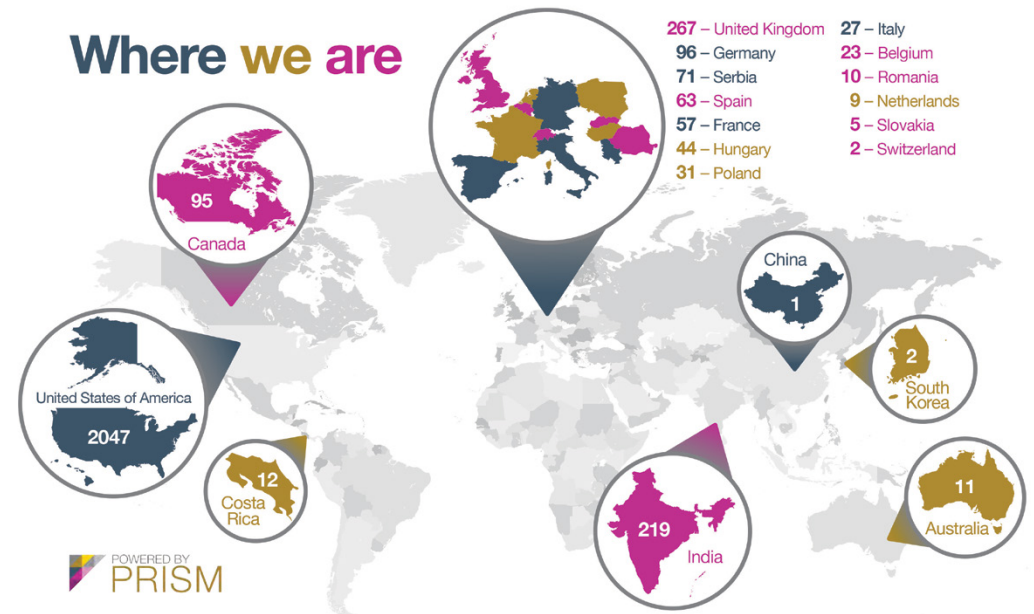 Where we are
267 – United Kingdom
96 – Germany
71 – Serbia
63 – Spain
57 – France
44 – Hungary
31 – Poland
27 – Italy
23 – Belgium
10 – Romania
9 – Netherlands
5 – Slovakia
2 – Switzerland
95
Canada
China
1
2
South
Korea
United States of America
2047
12
Costa
Rica
219
India
11
Australia
POWERED BY
PRISM